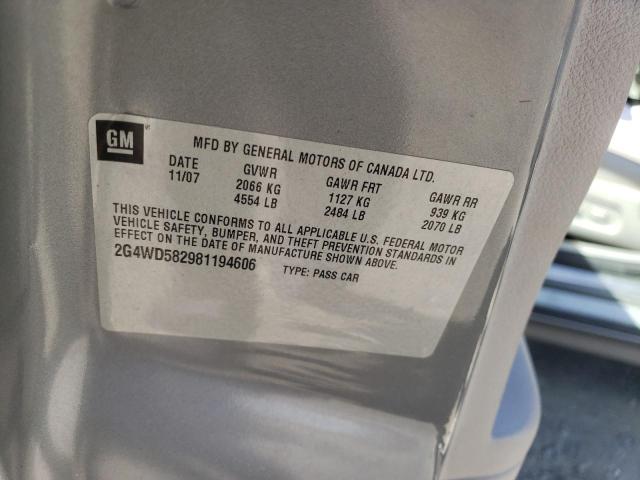 GM
MFD BY GENERAL MOTORS OF CANADA LTD.
DATE GVWR GAWR FRT GAWR RR
11/07 2066 KG 1127 KG 939 KG
4554 LB 2484 LB 2070 LB
THIS VEHICLE CONFORMS TO ALL APPLICABLE U.S. FEDERAL MOTOR
VEHICLE SAFETY, BUMPER, AND THEFT PREVENTION STANDARDS IN
EFFECT ON THE DATE OF MANUFACTURE SHOWN ABOVE.
2G4WD582981194606 TYPE: PASS CAR